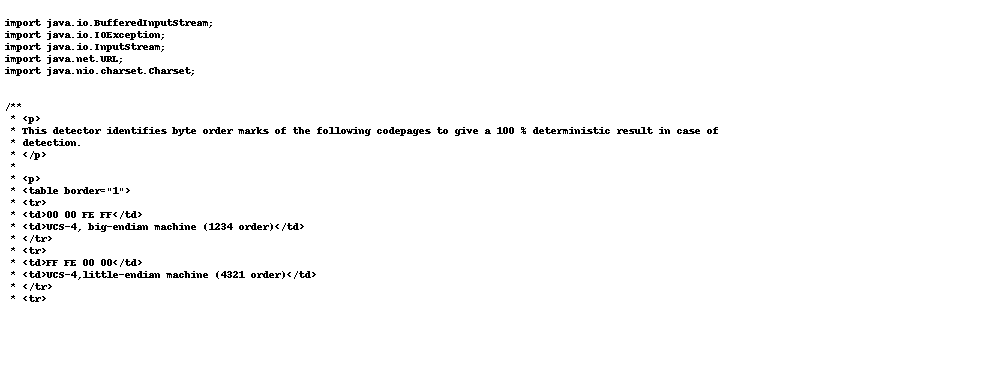 import java.io.BufferedInputStream;
import java.io.IOException;
import java.io.InputStream;
import java.net.URL;
import java.nio.charset.Charset;
/**
 * <p>
 * This detector identifies byte order marks of the following codepages to give a 100 % deterministic result in case of
 * detection.
 * </p>
 *
 * <p>
 * <table border="1">
 * <tr>
 * <td>00 00 FE FF</td>
 * <td>UCS-4, big-endian machine (1234 order)</td>
 * </tr>
 * <tr>
 * <td>FF FE 00 00</td>
 * <td>UCS-4,little-endian machine (4321 order)</td>
 * </tr>
 * <tr>